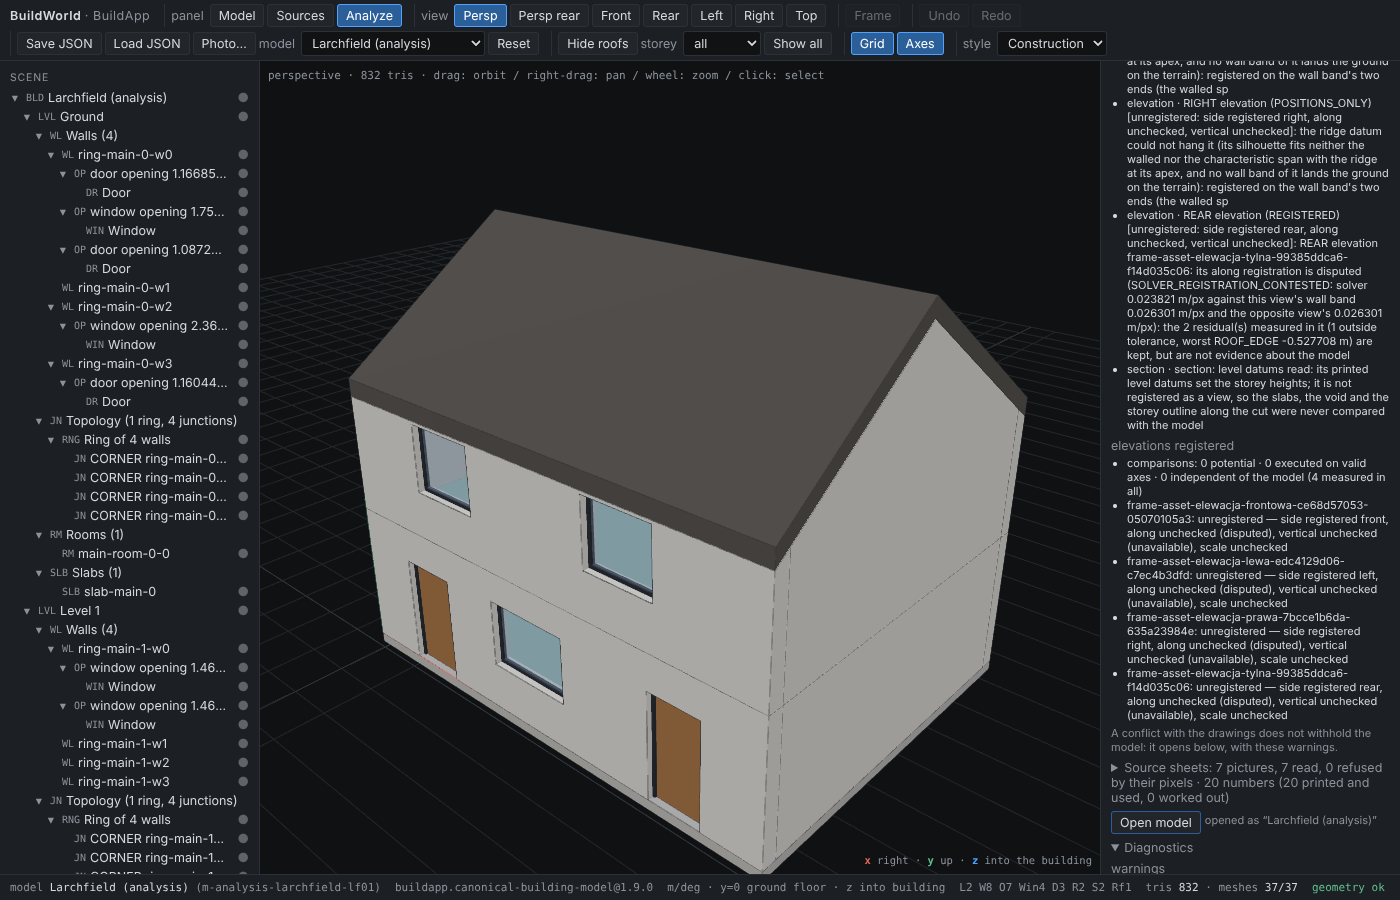 BuildWorld · BuildApp panel Model Sources Analyze view Persp Persp rear Front Rear Left Right Top Frame Undo Redo
Save JSON Load JSON Photo... model Larchfield (analysis) Reset Hide roofs storey all Show all Grid Axes style Construction
SCENE
▼ BLD Larchfield (analysis)
▼ LVL Ground
▼ WL Walls (4)
▼ WL ring-main-0-w0
▼ OP door opening 1.16685...
DR Door
▼ OP window opening 1.75...
WIN Window
▼ OP door opening 1.0872...
DR Door
WL ring-main-0-w1
▼ WL ring-main-0-w2
▼ OP window opening 2.36...
WIN Window
▼ WL ring-main-0-w3
▼ OP door opening 1.16044...
DR Door
▼ JN Topology (1 ring, 4 junctions)
▼ RNG Ring of 4 walls
JN CORNER ring-main-0...
JN CORNER ring-main-0...
JN CORNER ring-main-0...
JN CORNER ring-main-0...
▼ RM Rooms (1)
RM main-room-0-0
▼ SLB Slabs (1)
SLB slab-main-0
▼ LVL Level 1
▼ WL Walls (4)
▼ WL ring-main-1-w0
▼ OP window opening 1.46...
WIN Window
▼ OP window opening 1.46...
WIN Window
WL ring-main-1-w1
WL ring-main-1-w2
WL ring-main-1-w3
▼ JN Topology (1 ring, 4 junctions)
▼ RNG Ring of 4 walls
JN CORNER ring-main-1...
JN CORNER ring-main-1...
perspective · 832 tris · drag: orbit / right-drag: pan / wheel: zoom / click: select
x right · y up · z into the building
at its apex, and no wall band of it lands the ground
on the terrain): registered on the wall band's two
ends (the walled sp
• elevation · RIGHT elevation (POSITIONS_ONLY)
[unregistered: side registered right, along
unchecked, vertical unchecked]: the ridge datum
could not hang it (its silhouette fits neither the
walled nor the characteristic span with the ridge
at its apex, and no wall band of it lands the ground
on the terrain): registered on the wall band's two
ends (the walled sp
• elevation · REAR elevation (REGISTERED)
[unregistered: side registered rear, along
unchecked, vertical unchecked]: REAR elevation
frame-asset-elewacja-tylna-99385ddca6-
f14d035c06: its along registration is disputed
(SOLVER_REGISTRATION_CONTESTED: solver
0.023821 m/px against this view's wall band
0.026301 m/px and the opposite view's 0.026301
m/px): the 2 residual(s) measured in it (1 outside
tolerance, worst ROOF_EDGE -0.527708 m) are
kept, but are not evidence about the model
• section · section: level datums read: its printed
level datums set the storey heights; it is not
registered as a view, so the slabs, the void and the
storey outline along the cut were never compared
with the model
elevations registered
• comparisons: 0 potential · 0 executed on valid
axes · 0 independent of the model (4 measured in
all)
• frame-asset-elewacja-frontowa-ce68d57053-
05070105a3: unregistered — side registered front,
along unchecked (disputed), vertical unchecked
(unavailable), scale unchecked
• frame-asset-elewacja-lewa-edc4129d06-
c7ec4b3dfd: unregistered — side registered left,
along unchecked (disputed), vertical unchecked
(unavailable), scale unchecked
• frame-asset-elewacja-prawa-7bcce1b6da-
635a23984e: unregistered — side registered
right, along unchecked (disputed), vertical
unchecked (unavailable), scale unchecked
• frame-asset-elewacja-tylna-99385ddca6-
f14d035c06: unregistered — side registered rear,
along unchecked (disputed), vertical unchecked
(unavailable), scale unchecked
A conflict with the drawings does not withhold the
model: it opens below, with these warnings.
▶ Source sheets: 7 pictures, 7 read, 0 refused
by their pixels · 20 numbers (20 printed and
used, 0 worked out)
Open model opened as “Larchfield (analysis)”
▼ Diagnostics
warnings
model Larchfield (analysis) (m-analysis-larchfield-lf01) buildapp.canonical-building-model@1.9.0 m/deg · y=0 ground floor · z into building L2 W8 O7 Win4 D3 R2 S2 Rf1 tris 832 · meshes 37/37 geometry ok